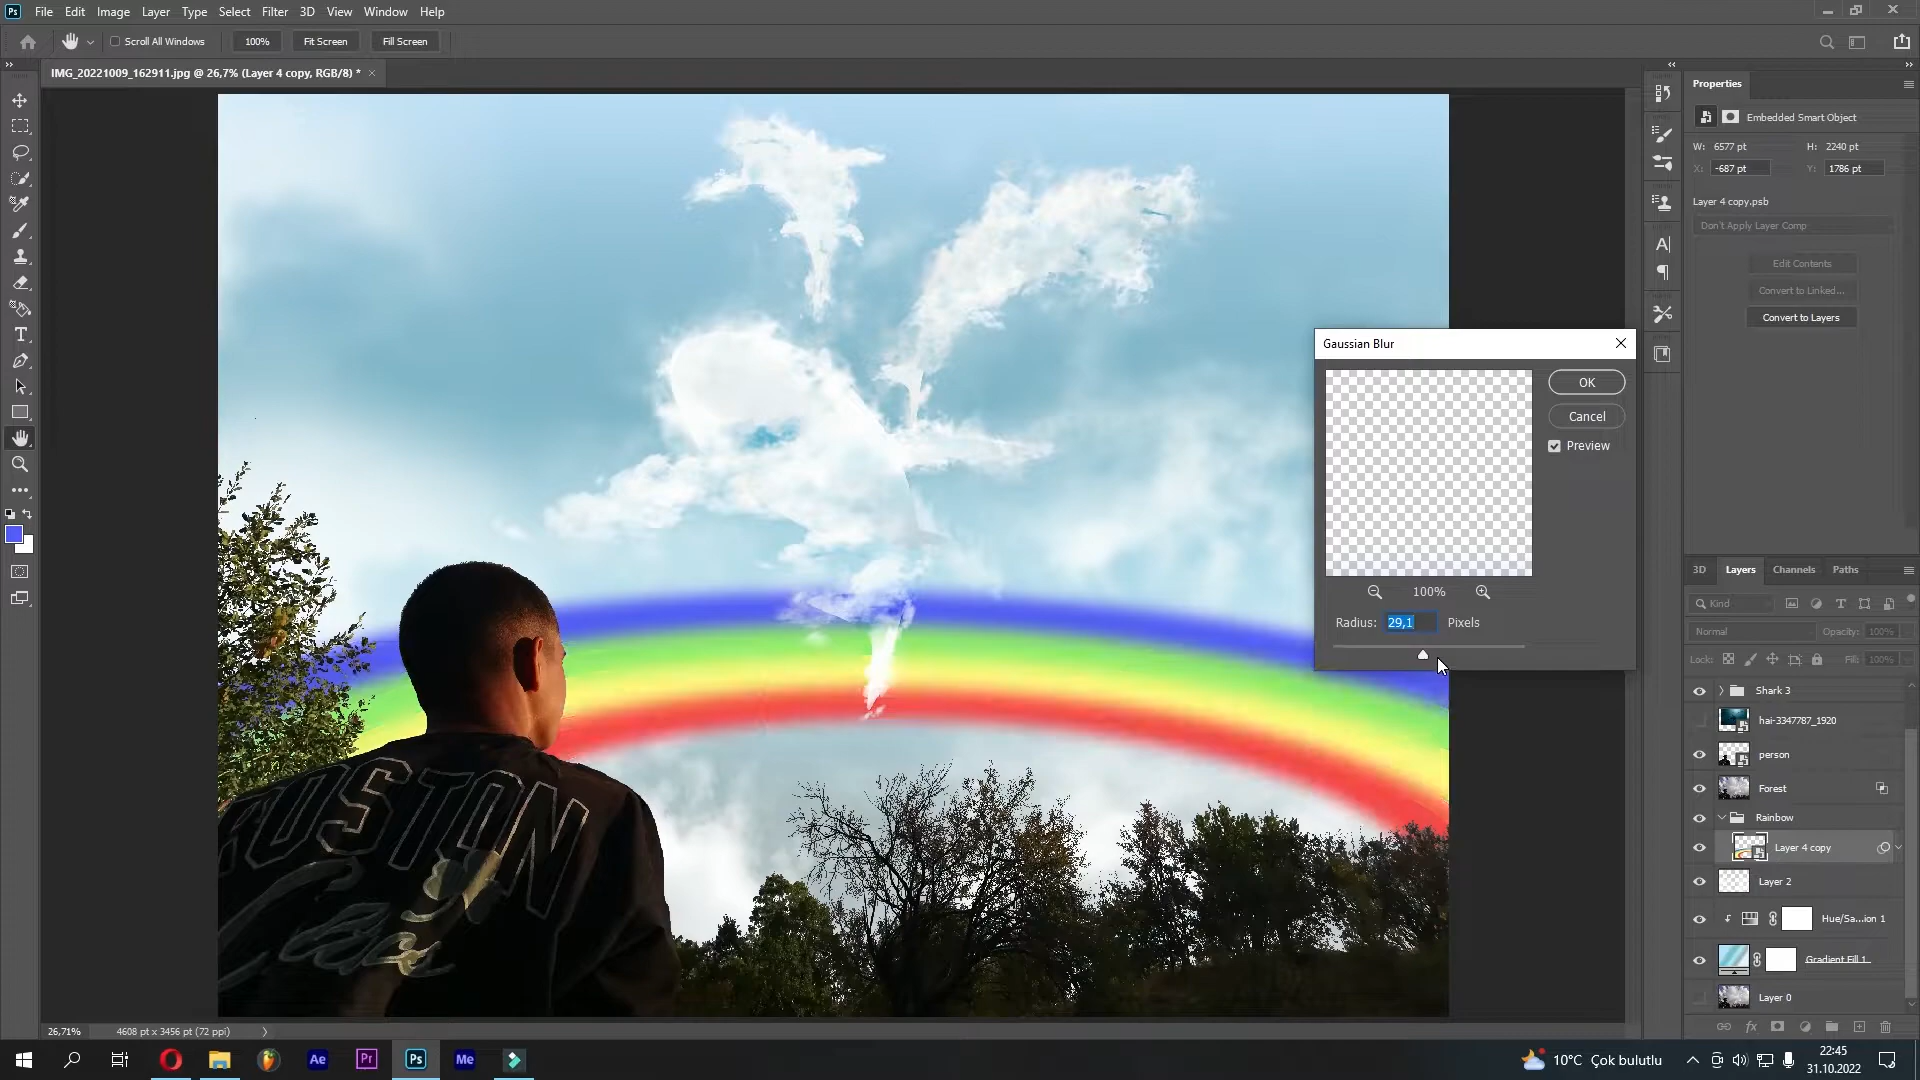 Ps File Edit Image Layer Type Select Filter 3D View Window Help
Scroll All Windows 100% Fit Screen Fill Screen
IMG_20221009_162911.jpg @ 26,7% (Layer 4 copy, RGB/8) * ×
Properties
Embedded Smart Object
W: 6577 pt H: 2240 pt
X: -687 pt Y: 1786 pt
Layer 4 copy.psb
Don't Apply Layer Comp
Edit Contents
Convert to Linked...
Convert to Layers
Gaussian Blur
OK
Cancel
Preview
100%
Radius: 29,1 Pixels
3D Layers Channels Paths
Kind
Normal Opacity: 100%
Lock: Fill: 100%
Shark 3
hai-3347787_1920
person
Forest
Rainbow
Layer 4 copy
Layer 2
Hue/Sa...ion 1
Gradient Fill 1
Layer 0
fx
26,71% 4608 pt x 3456 pt (72 ppi)
Ae Pr Ps Me
10°C Çok bulutlu
22:45
31.10.2022